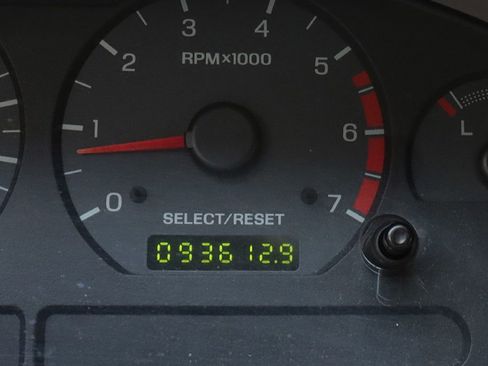 3 4
2 5
RPM×1000
1 6
0 7
L
SELECT/RESET
093612.9